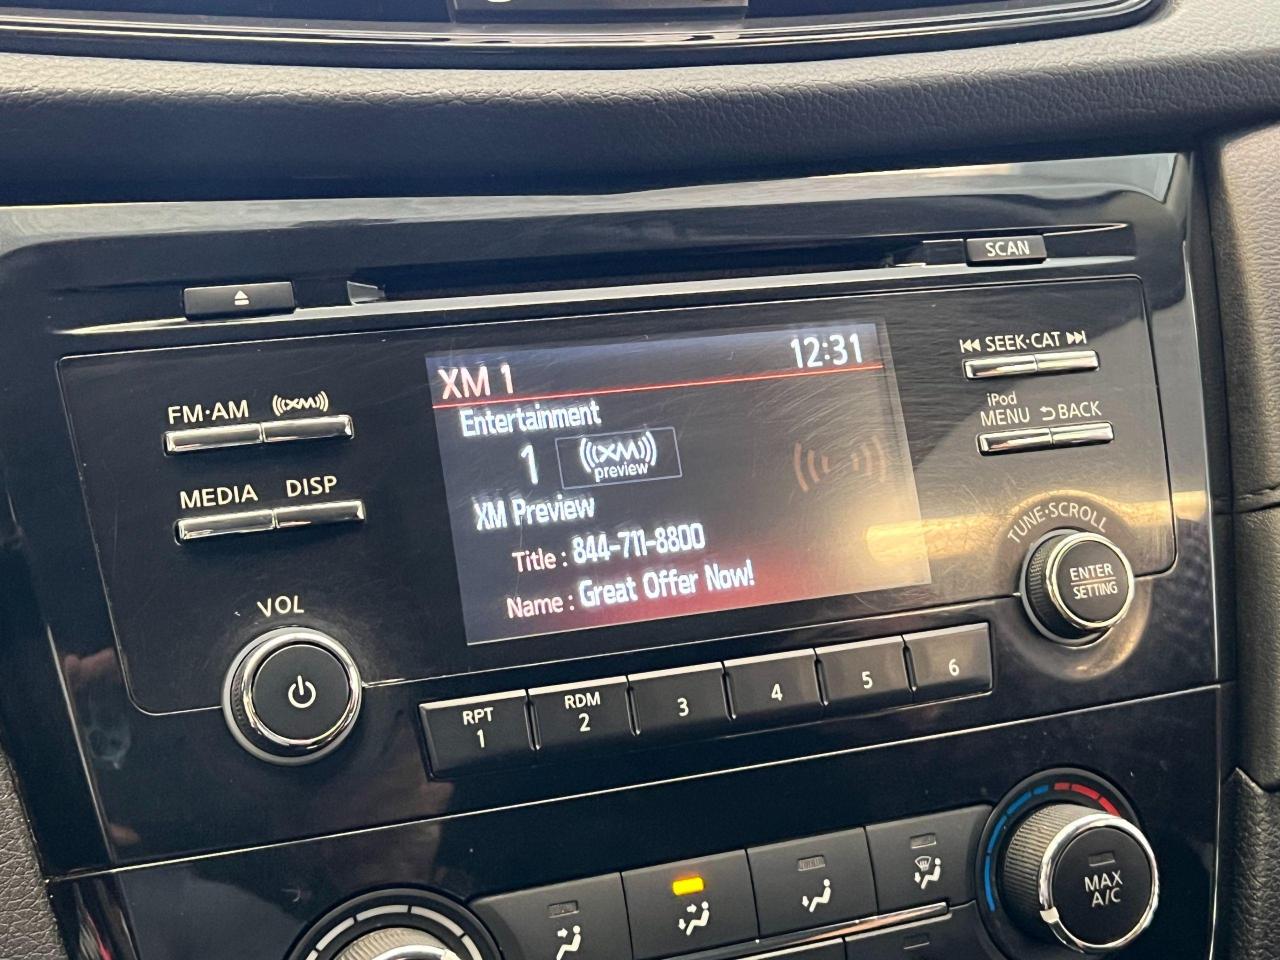 SCAN
XM 1 12:31
Entertainment
1 ((XM)) preview
XM Preview
Title : 844-711-8800
Name : Great Offer Now!
FM·AM ((XM))
MEDIA DISP
VOL
SEEK·CAT
iPod
MENU BACK
TUNE·SCROLL
ENTER
SETTING
RPT
1
RDM
2
3
4
5
6
MAX
A/C